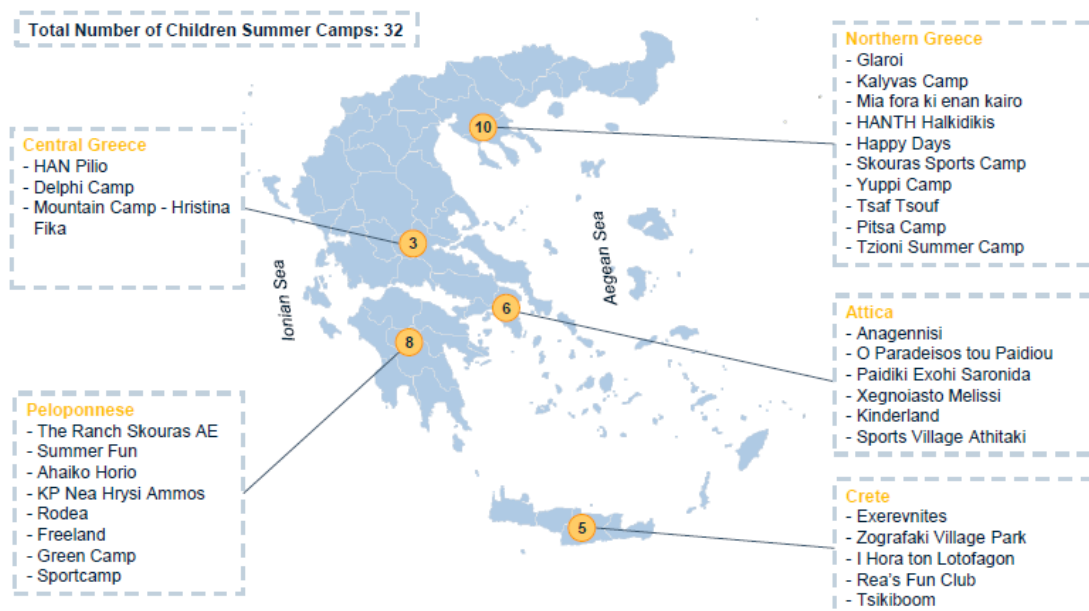 Total Number of Children Summer Camps: 32
Northern Greece
- Glaroi
- Kalyvas Camp
- Mia fora ki enan kairo
- HANTH Halkidikis
- Happy Days
- Skouras Sports Camp
- Yuppi Camp
- Tsaf Tsouf
- Pitsa Camp
- Tzioni Summer Camp
Central Greece
- HAN Pilio
- Delphi Camp
- Mountain Camp - Hristina
Fika
10
3
6
8
5
Ionian Sea
Aegean Sea
Attica
- Anagennisi
- O Paradeisos tou Paidiou
- Paidiki Exohi Saronida
- Xegnoiasto Melissi
- Kinderland
- Sports Village Athitaki
Peloponnese
- The Ranch Skouras AE
- Summer Fun
- Ahaiko Horio
- KP Nea Hrysi Ammos
- Rodea
- Freeland
- Green Camp
- Sportcamp
Crete
- Exerevnites
- Zografaki Village Park
- I Hora ton Lotofagon
- Rea's Fun Club
- Tsikiboom